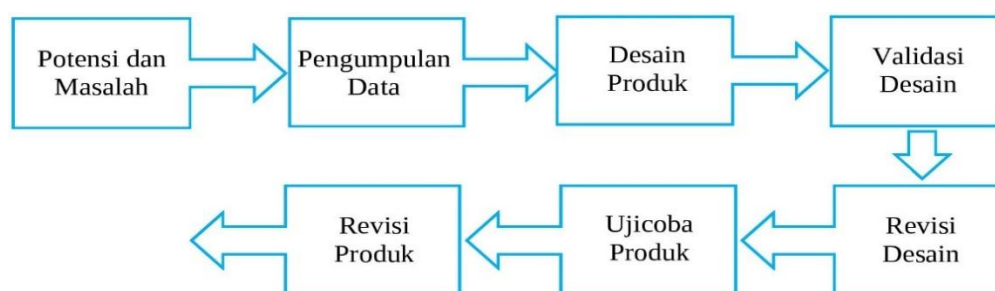 Potensi dan
Masalah
Pengumpulan
Data
Desain
Produk
Validasi
Desain
Revisi
Desain
Ujicoba
Produk
Revisi
Produk